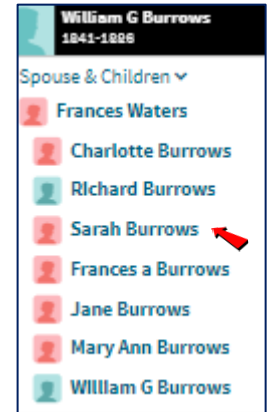 William G Burrows
1841-1886
Spouse & Children
Frances Waters
Charlotte Burrows
Richard Burrows
Sarah Burrows
Frances a Burrows
Jane Burrows
Mary Ann Burrows
William G Burrows